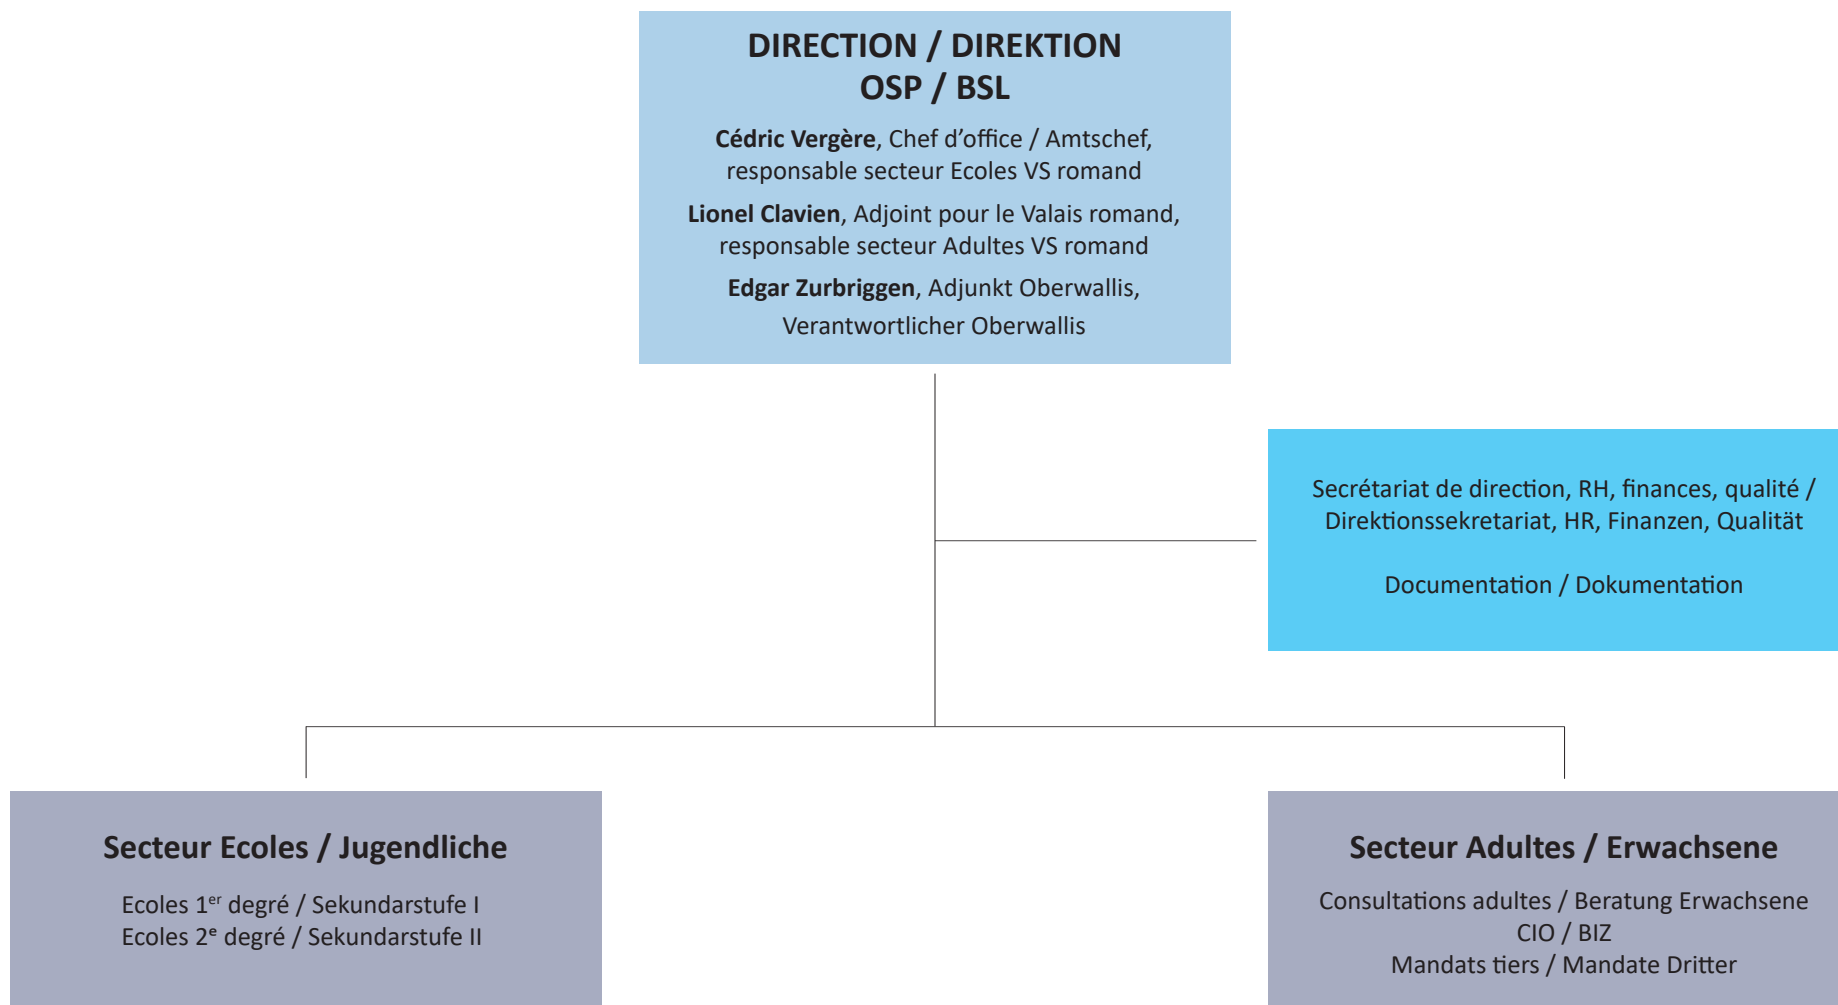 DIRECTION / DIREKTION
OSP / BSL
Cédric Vergère, Chef d’office / Amtschef,
responsable secteur Ecoles VS romand
Lionel Clavien, Adjoint pour le Valais romand,
responsable secteur Adultes VS romand
Edgar Zurbriggen, Adjunkt Oberwallis,
Verantwortlicher Oberwallis
Secrétariat de direction, RH, finances, qualité /
Direktionssekretariat, HR, Finanzen, Qualität
Documentation / Dokumentation
Secteur Ecoles / Jugendliche
Ecoles 1er degré / Sekundarstufe I
Ecoles 2e degré / Sekundarstufe II
Secteur Adultes / Erwachsene
Consultations adultes / Beratung Erwachsene
CIO / BIZ
Mandats tiers / Mandate Dritter